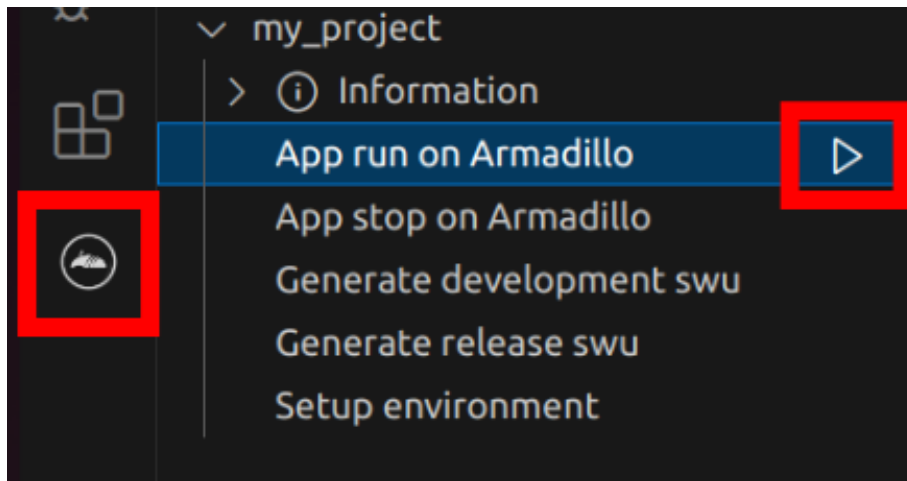 my_project
Information
App run on Armadillo
App stop on Armadillo
Generate development swu
Generate release swu
Setup environment